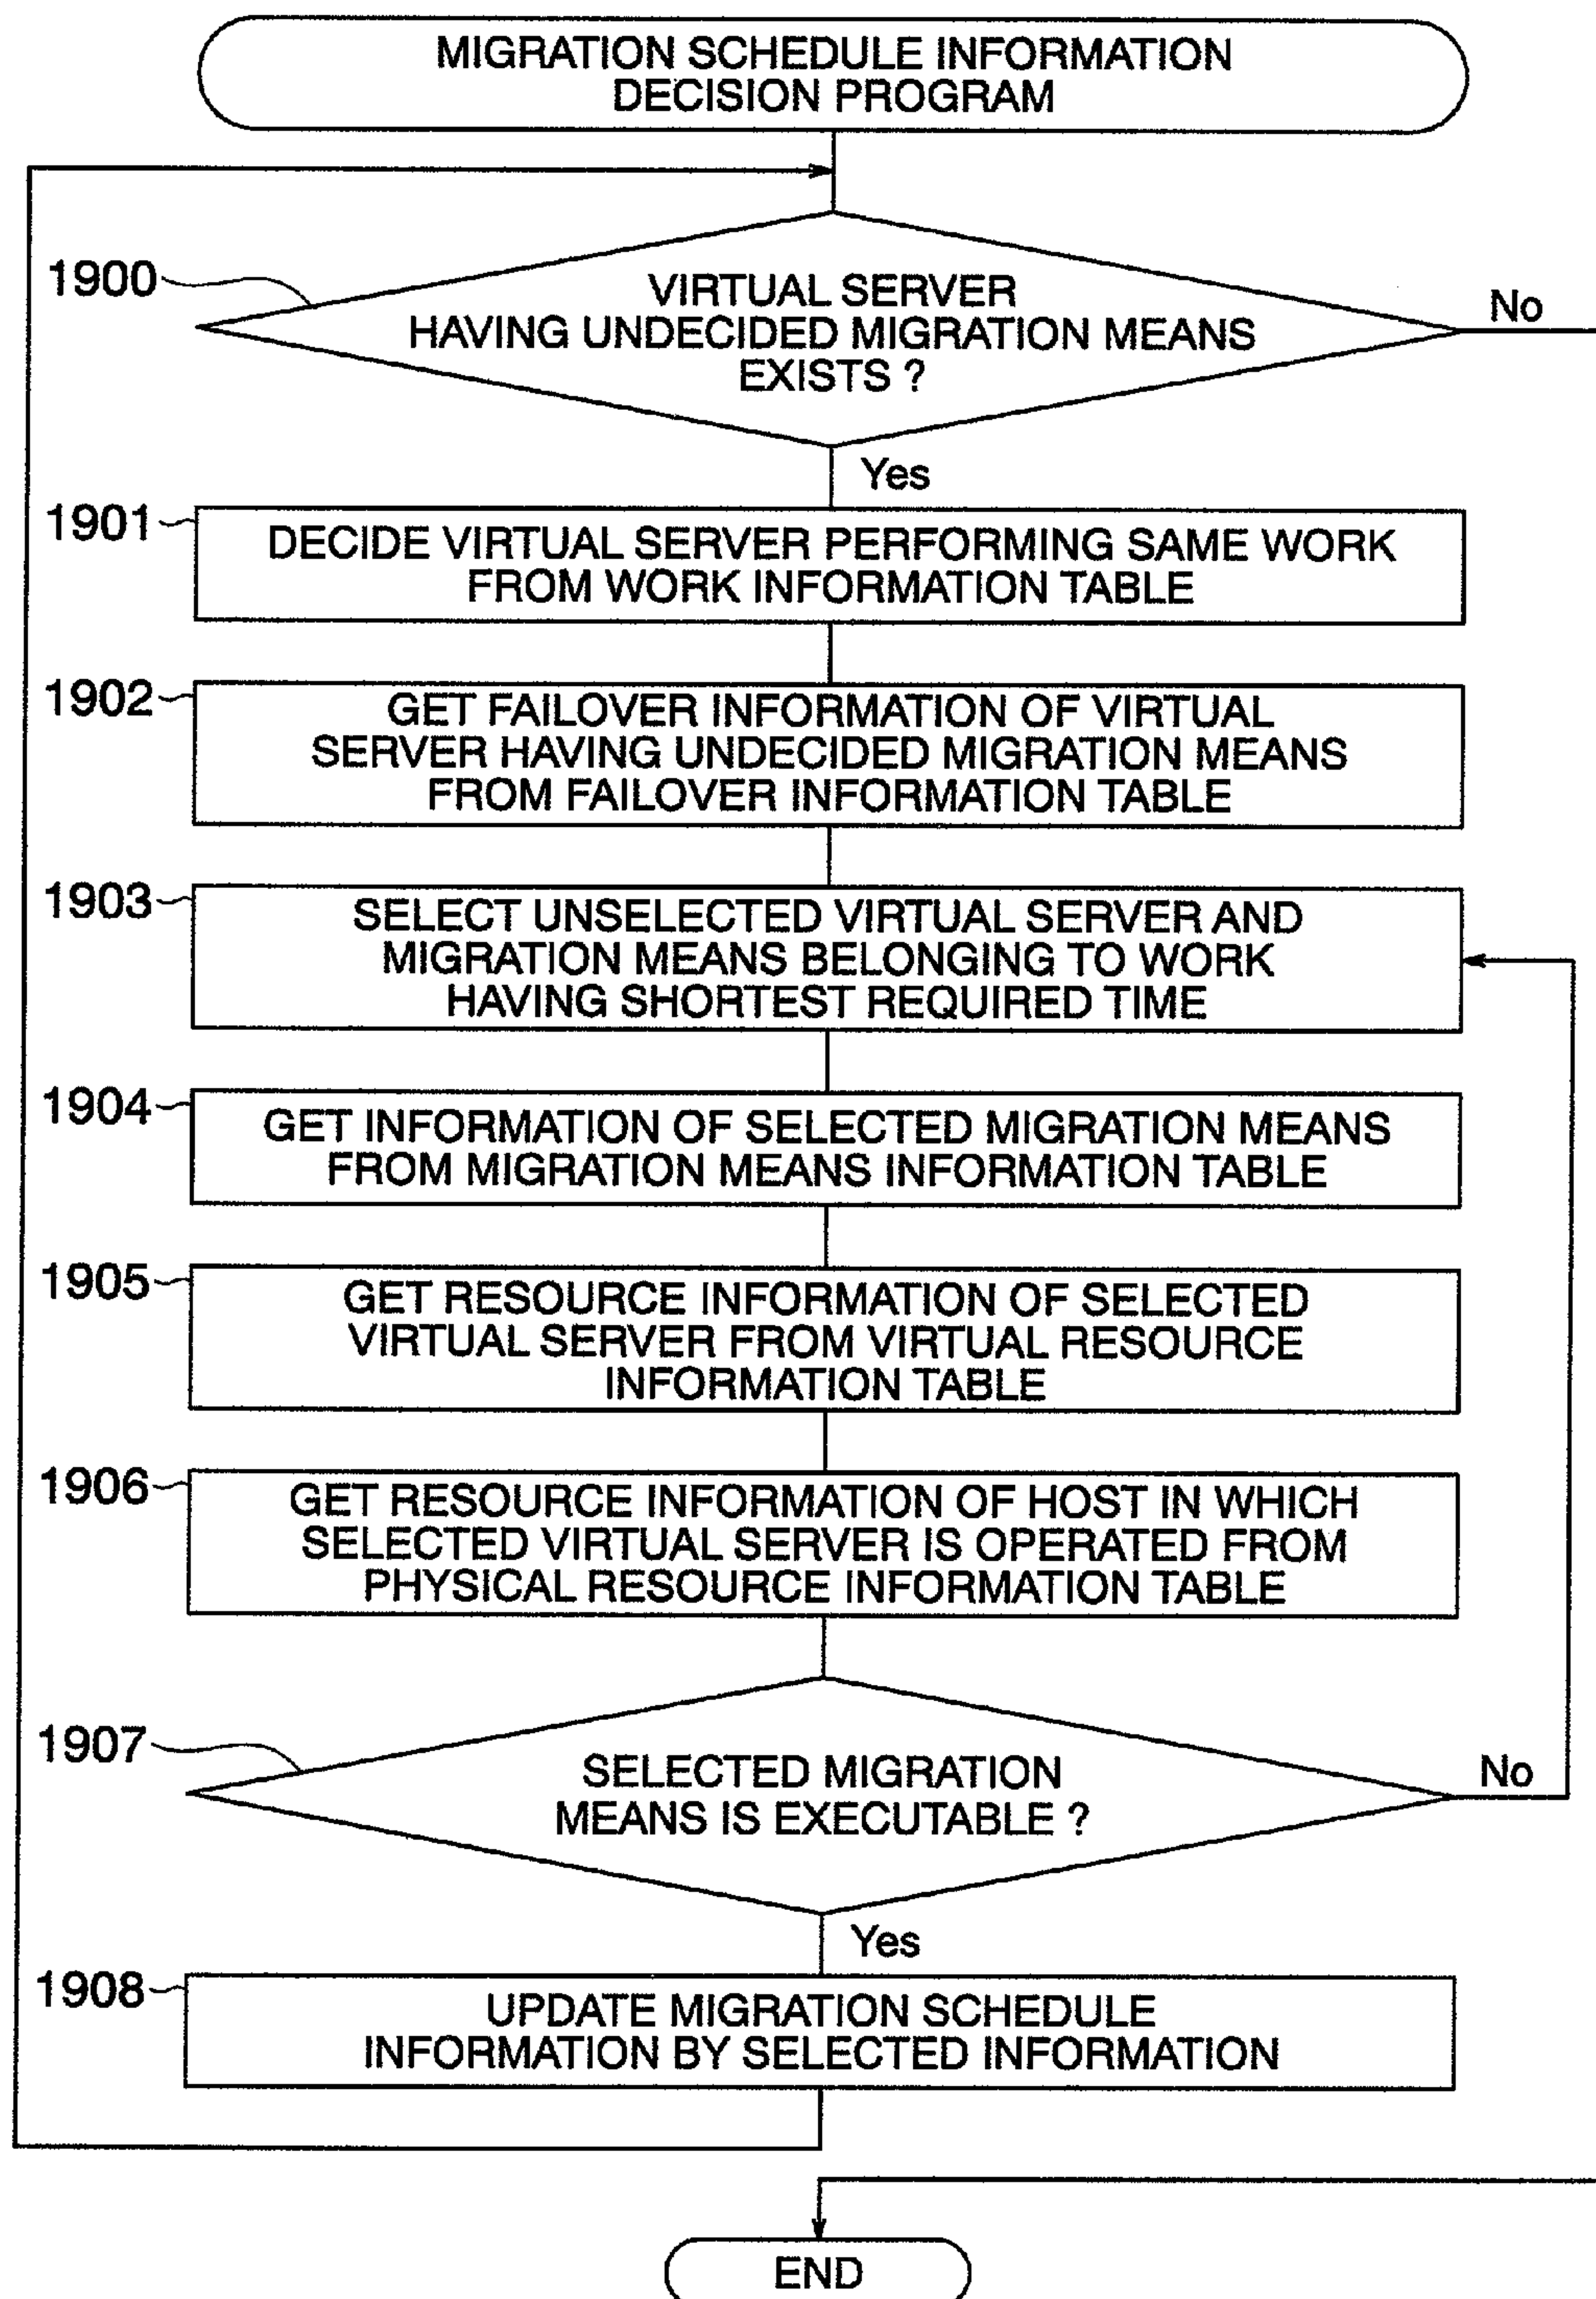 MIGRATION SCHEDULE INFORMATION
DECISION PROGRAM
1900
VIRTUAL SERVER
HAVING UNDECIDED MIGRATION MEANS
EXISTS ?
No
Yes
1901
DECIDE VIRTUAL SERVER PERFORMING SAME WORK
FROM WORK INFORMATION TABLE
1902
GET FAILOVER INFORMATION OF VIRTUAL
SERVER HAVING UNDECIDED MIGRATION MEANS
FROM FAILOVER INFORMATION TABLE
1903
SELECT UNSELECTED VIRTUAL SERVER AND
MIGRATION MEANS BELONGING TO WORK
HAVING SHORTEST REQUIRED TIME
1904
GET INFORMATION OF SELECTED MIGRATION MEANS
FROM MIGRATION MEANS INFORMATION TABLE
1905
GET RESOURCE INFORMATION OF SELECTED
VIRTUAL SERVER FROM VIRTUAL RESOURCE
INFORMATION TABLE
1906
GET RESOURCE INFORMATION OF HOST IN WHICH
SELECTED VIRTUAL SERVER IS OPERATED FROM
PHYSICAL RESOURCE INFORMATION TABLE
1907
SELECTED MIGRATION
MEANS IS EXECUTABLE ?
No
Yes
1908
UPDATE MIGRATION SCHEDULE
INFORMATION BY SELECTED INFORMATION
END